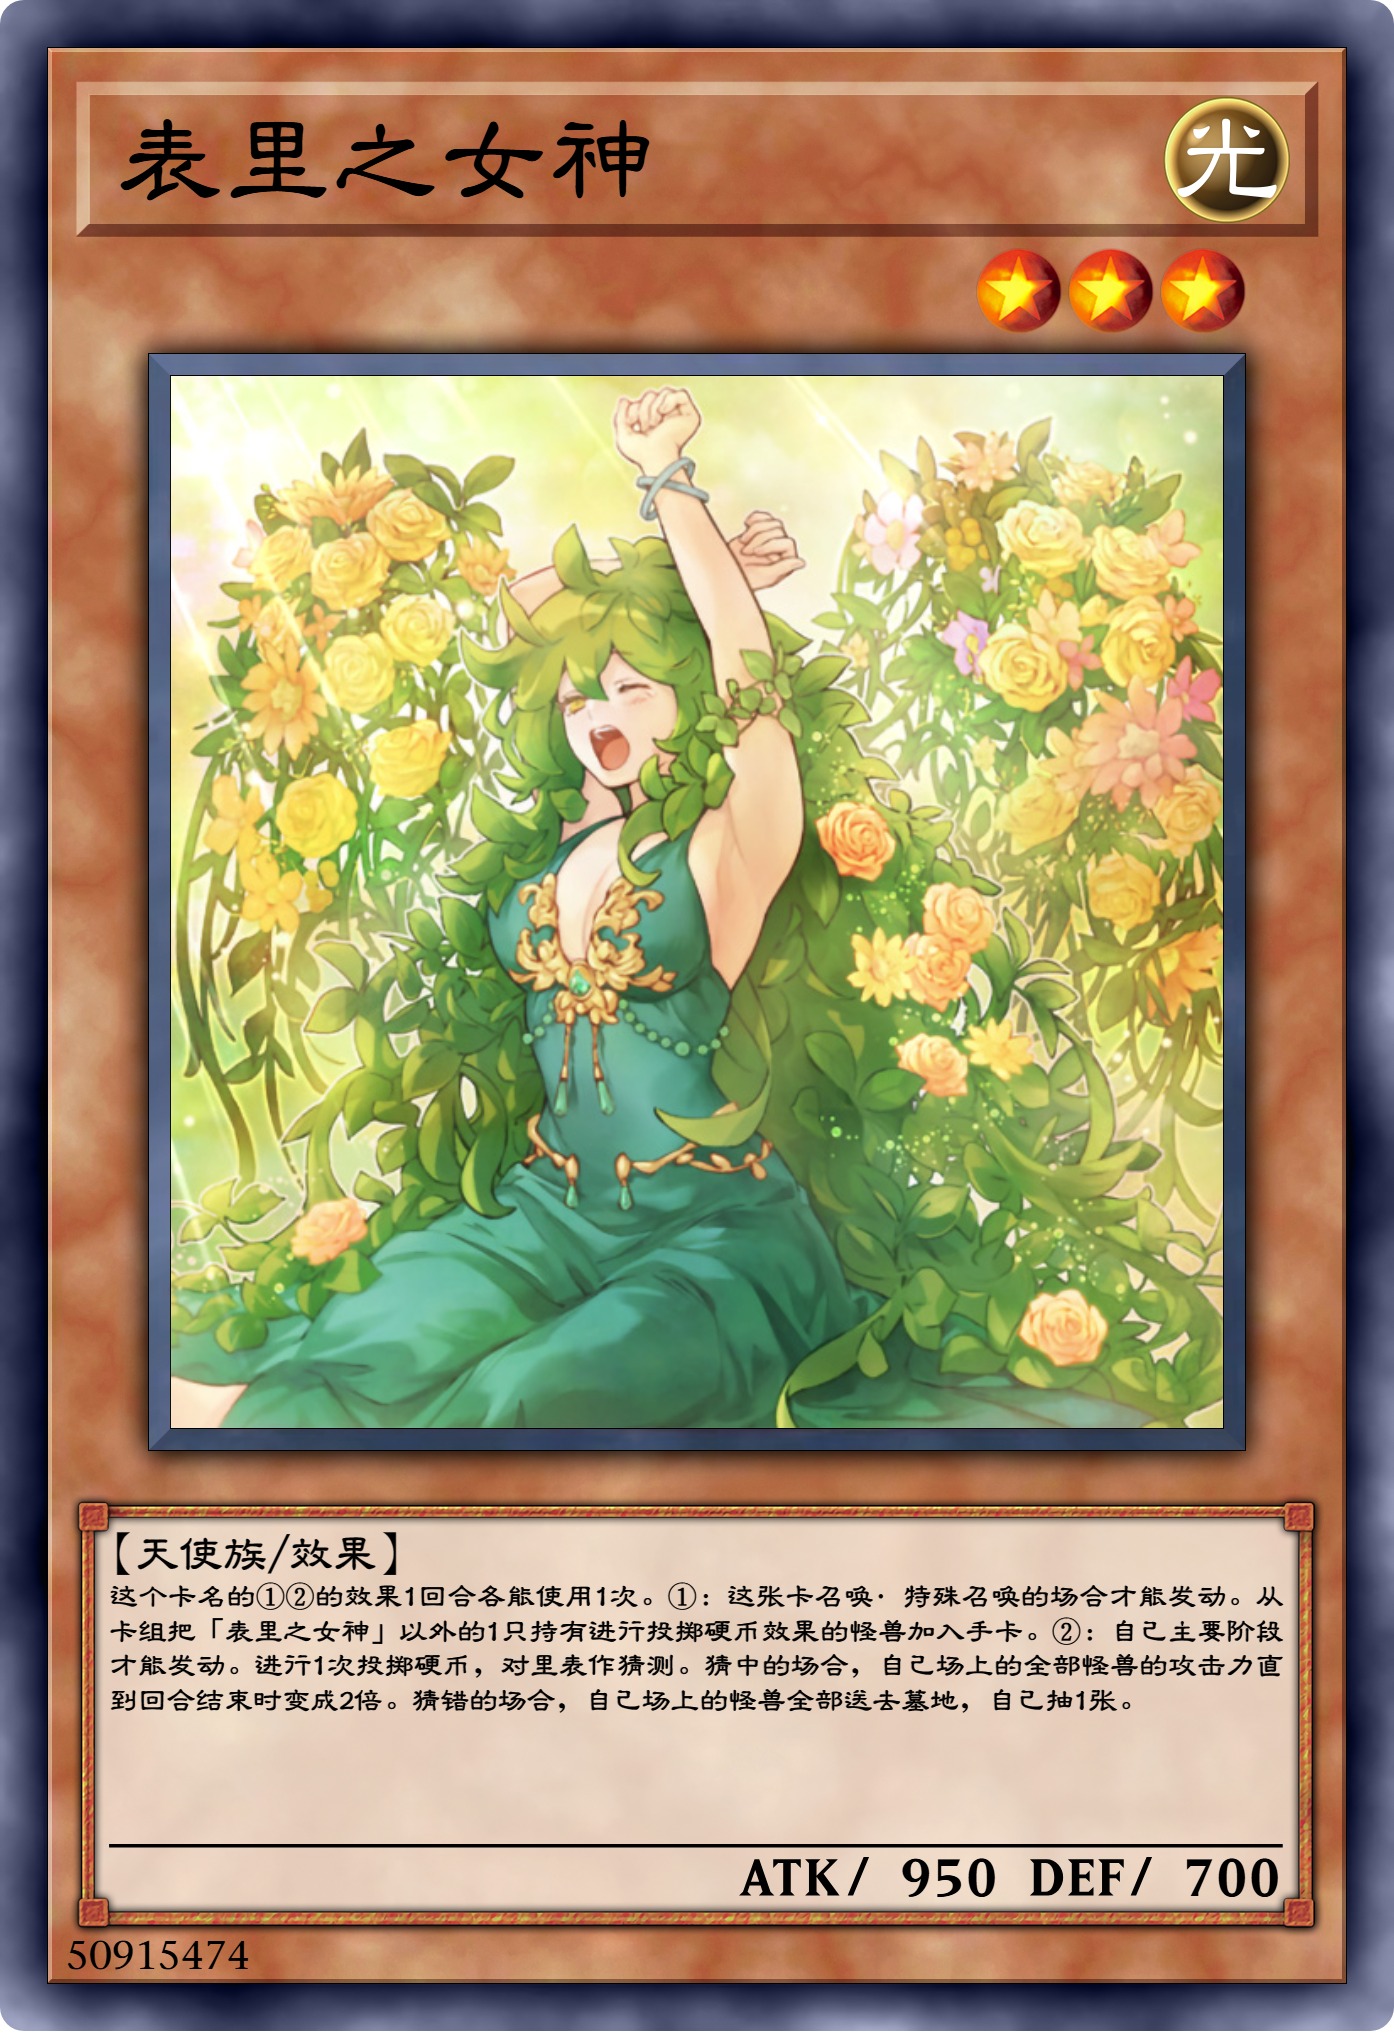 表里之女神
光
【天使族/效果】
这个卡名的①②的效果1回合各能使用1次。①：这张卡召唤·特殊召唤的场合才能发动。从
卡组把「表里之女神」以外的1只持有进行投掷硬币效果的怪兽加入手卡。②：自己主要阶段
才能发动。进行1次投掷硬币，对里表作猜测。猜中的场合，自己场上的全部怪兽的攻击力直
到回合结束时变成2倍。猜错的场合，自己场上的怪兽全部送去墓地，自己抽1张。
ATK/ 950 DEF/ 700
50915474